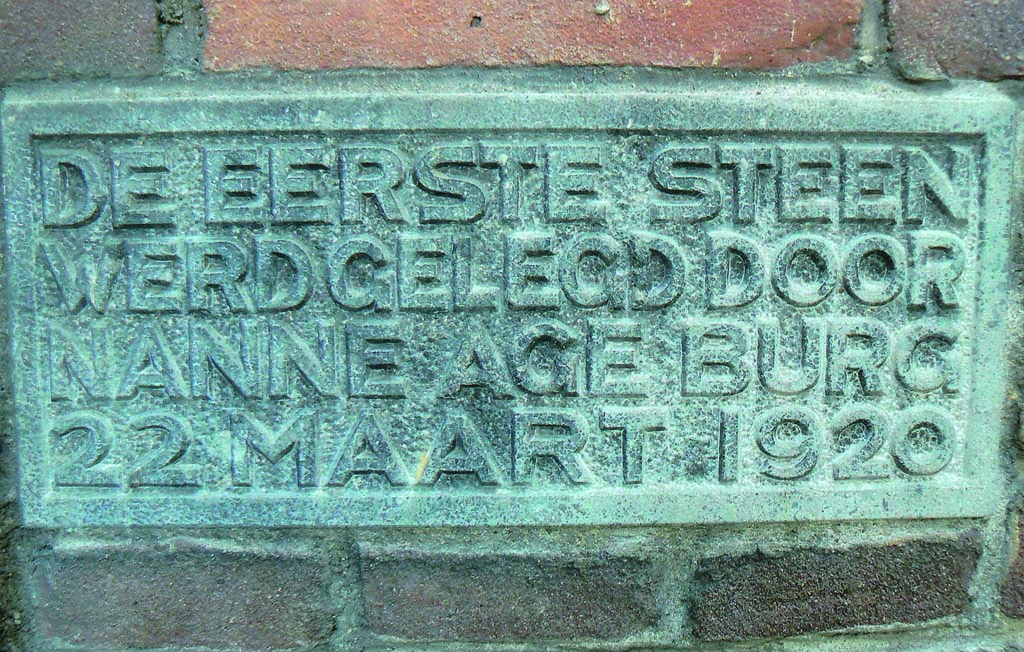 DE EERSTE STEEN
WERD GELEGD DOOR
NANNE AGE BURG
22 MAART 1920